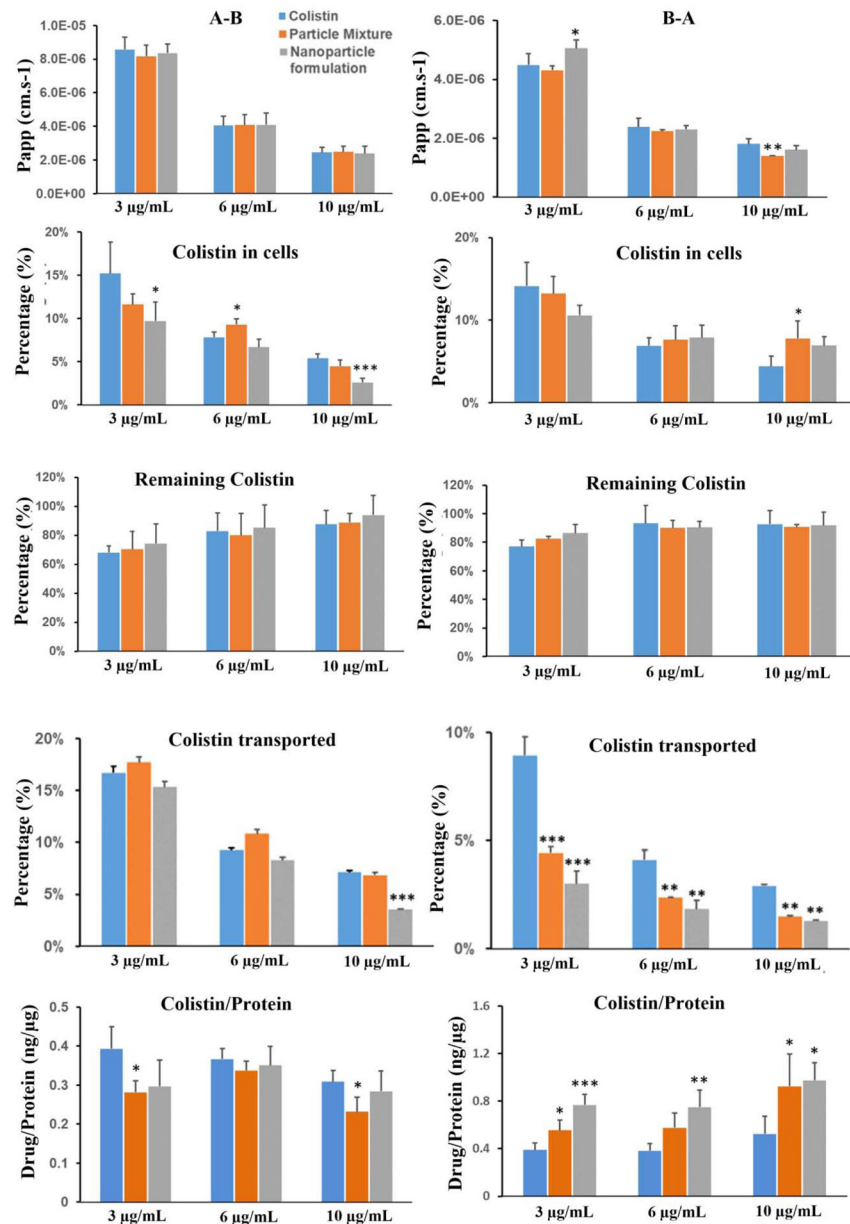 A-B
Colistin
Particle Mixture
Nanoparticle
formulation
Papp (cm.s-1)
1.0E-05
8.0E-06
6.0E-06
4.0E-06
2.0E-06
0.0E+00
3 µg/mL 6 µg/mL 10 µg/mL
B-A
Papp (cm.s-1)
6.0E-06
4.0E-06
2.0E-06
0.0E+00
*
**
3 µg/mL 6 µg/mL 10 µg/mL
Colistin in cells
Percentage (%)
20%
15%
10%
5%
0%
*
*
***
3 µg/mL 6 µg/mL 10 µg/mL
Colistin in cells
Percentage (%)
20%
10%
0%
*
3 µg/mL 6 µg/mL 10 µg/mL
Remaining Colistin
Percentage (%)
120%
100%
80%
60%
40%
20%
0%
3 µg/mL 6 µg/mL 10 µg/mL
Remaining Colistin
Percentage (%)
120%
100%
80%
60%
40%
20%
0%
3 µg/mL 6 µg/mL 10 µg/mL
Colistin transported
Percentage (%)
20%
15%
10%
5%
0%
***
3 µg/mL 6 µg/mL 10 µg/mL
Colistin transported
Percentage (%)
10%
5%
0%
*** ***
** **
** **
3 µg/mL 6 µg/mL 10 µg/mL
Colistin/Protein
Drug/Protein (ng/µg)
0.5
0.4
0.3
0.2
0.1
0
*
*
3 µg/mL 6 µg/mL 10 µg/mL
Colistin/Protein
Drug/Protein (ng/µg)
1.6
1.2
0.8
0.4
0
* ***
**
* *
3 µg/mL 6 µg/mL 10 µg/mL